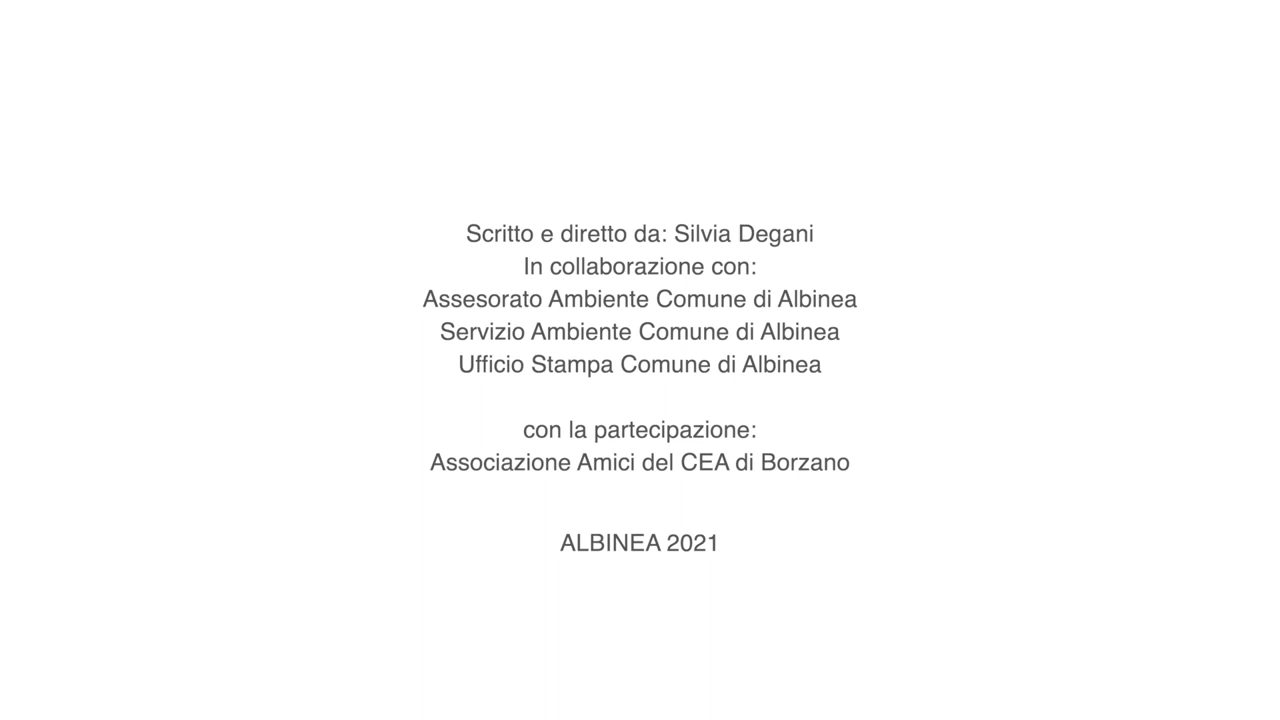 Scritto e diretto da: Silvia Degani
In collaborazione con:
Assesorato Ambiente Comune di Albinea
Servizio Ambiente Comune di Albinea
Ufficio Stampa Comune di Albinea
con la partecipazione:
Associazione Amici del CEA di Borzano
ALBINEA 2021